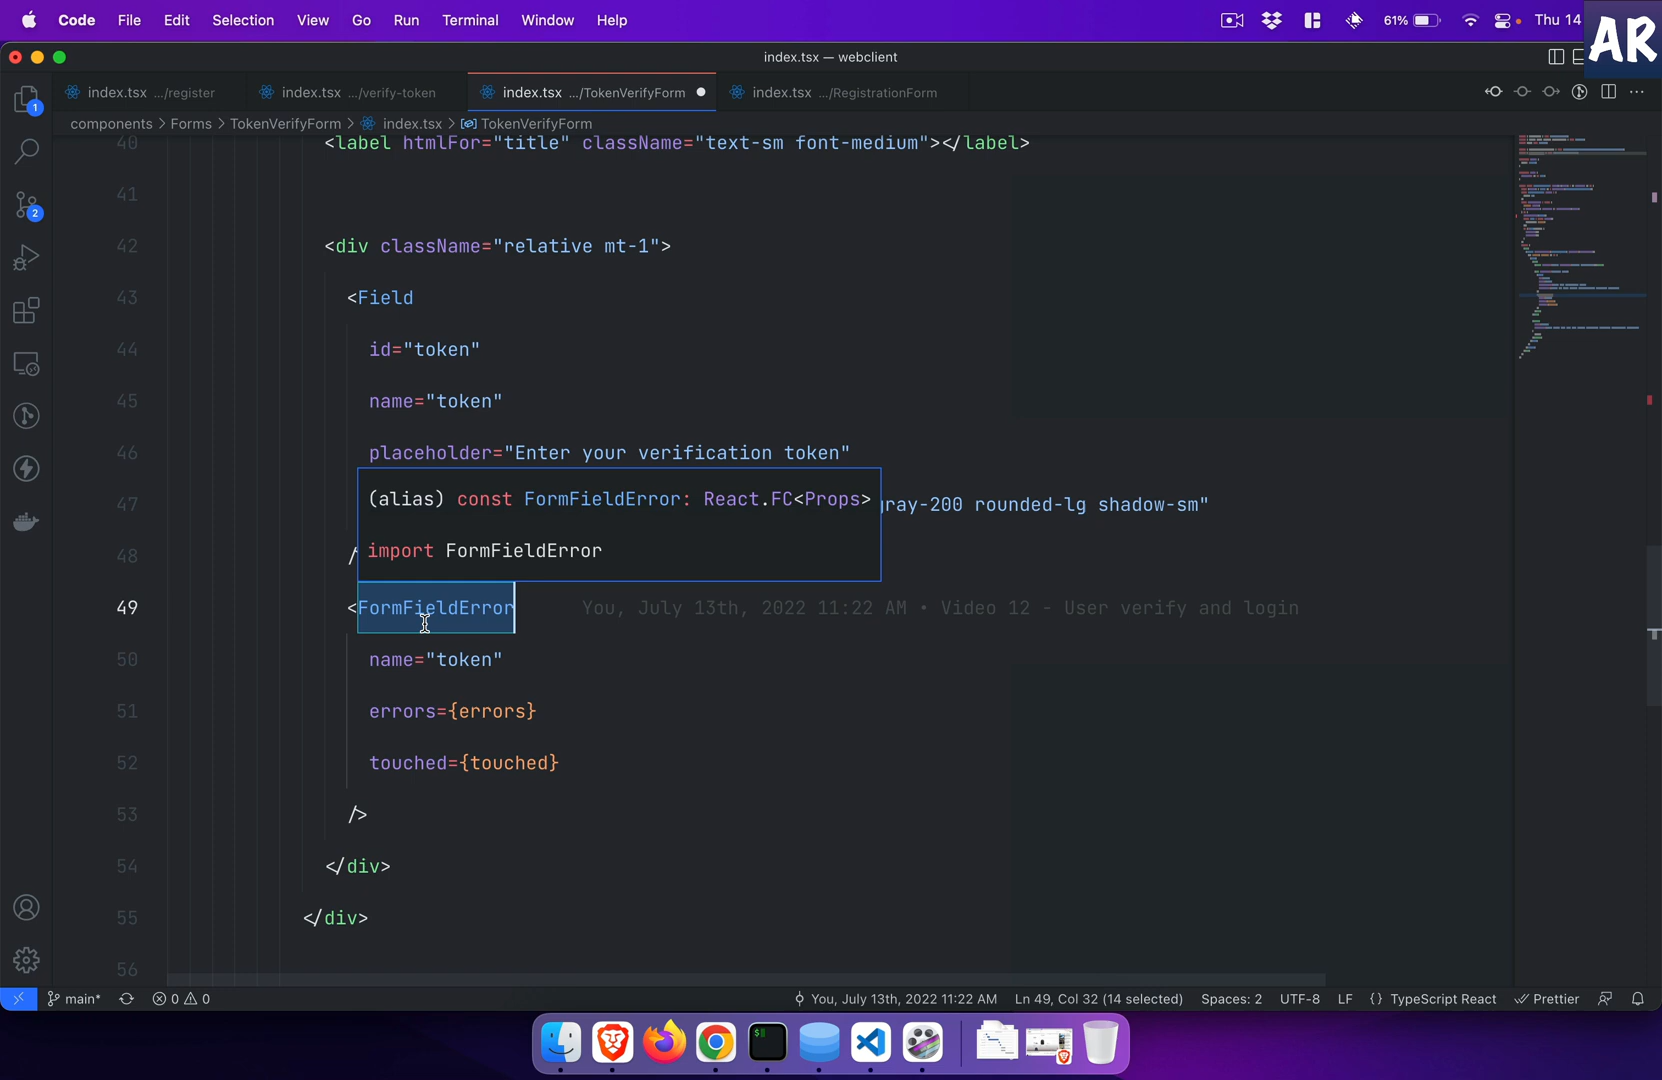 Code File Edit Selection View Go Run Terminal Window Help 61% Thu 14
AR
index.tsx — webclient
index.tsx .../register index.tsx .../verify-token index.tsx .../TokenVerifyForm index.tsx .../RegistrationForm
components > Forms > TokenVerifyForm > index.tsx > TokenVerifyForm
40 <label htmlFor="title" className="text-sm font-medium"></label>
41
42 <div className="relative mt-1">
43 <Field
44 id="token"
45 name="token"
46 placeholder="Enter your verification token"
(alias) const FormFieldError: React.FC<Props>
47 gray-200 rounded-lg shadow-sm"
import FormFieldError
48 /
49 <FormFieldError You, July 13th, 2022 11:22 AM • Video 12 - User verify and login
50 name="token"
51 errors={errors}
52 touched={touched}
53 />
54 </div>
55 </div>
56
1
2
main* 0 0 You, July 13th, 2022 11:22 AM Ln 49, Col 32 (14 selected) Spaces: 2 UTF-8 LF {} TypeScript React Prettier